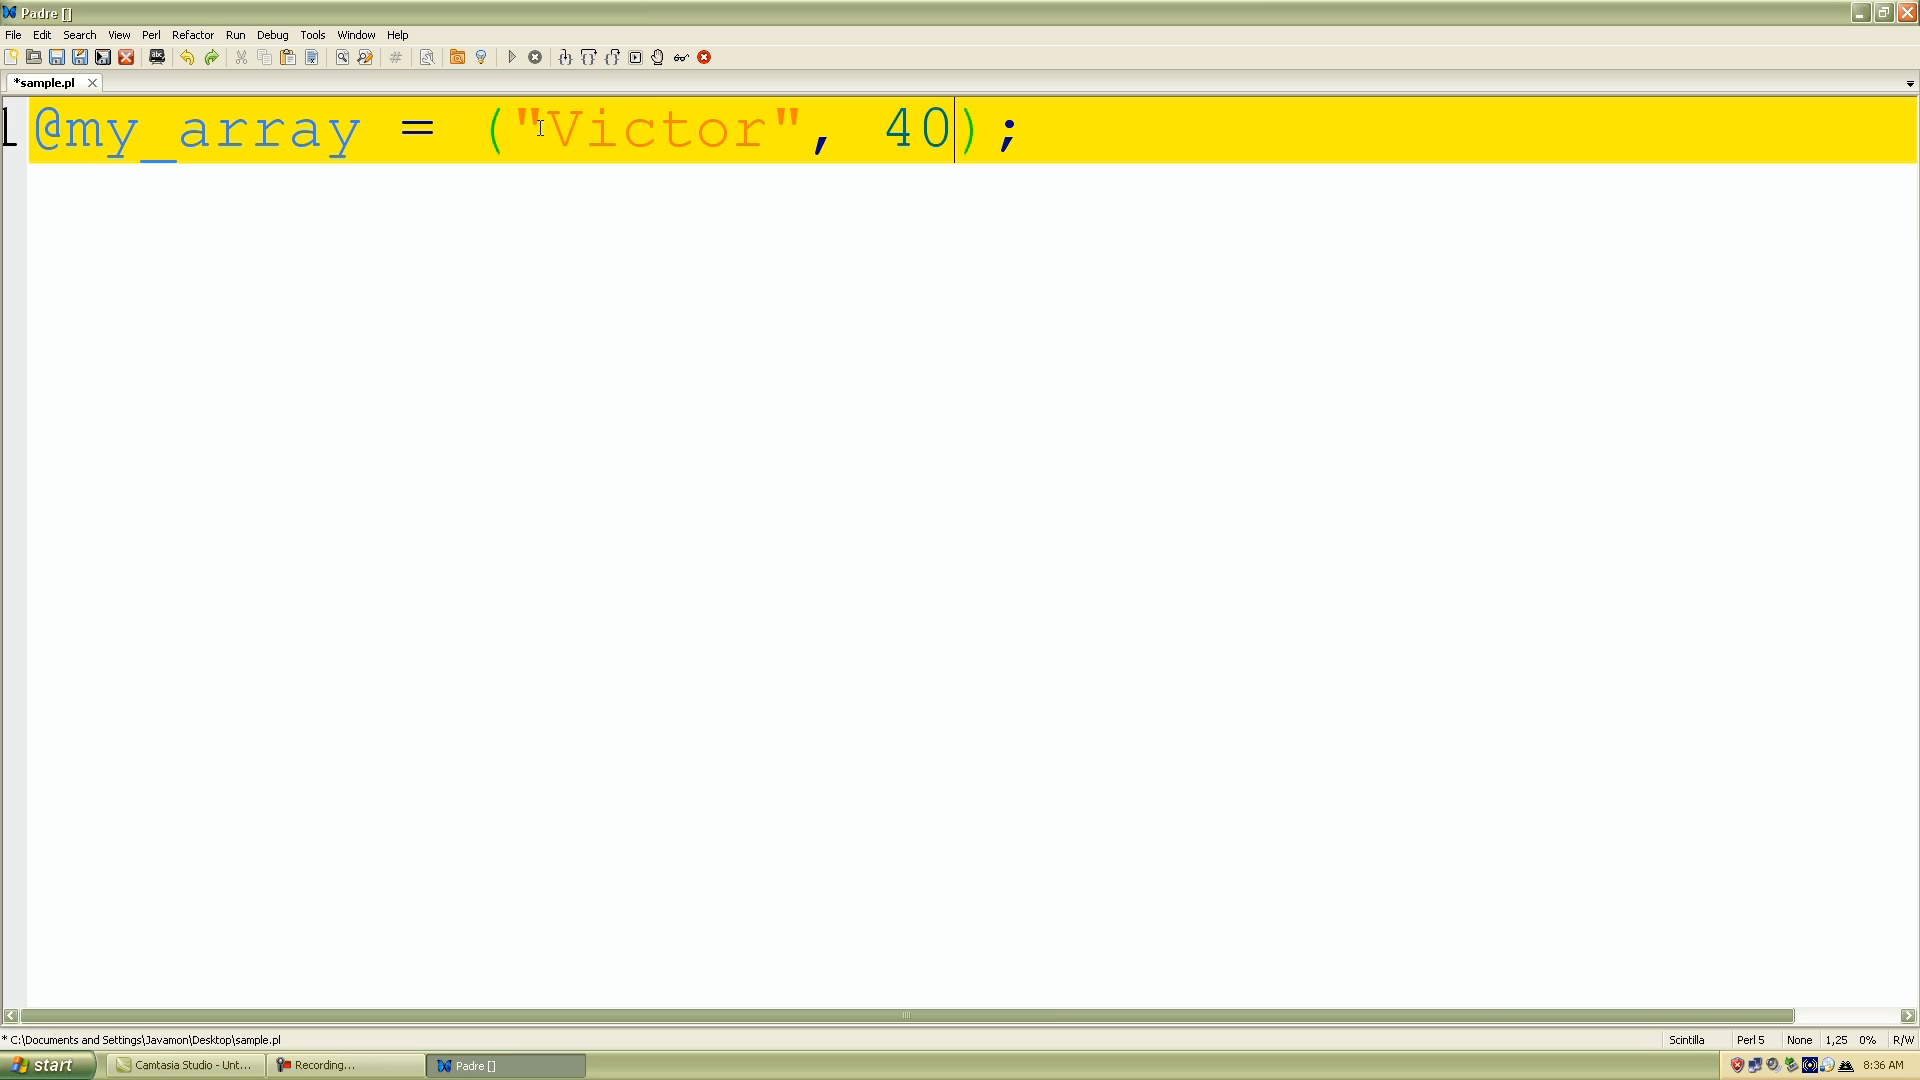 Padre []
File Edit Search View Perl Refactor Run Debug Tools Window Help
*sample.pl
1 @my_array = ("Victor", 40);
* C:\Documents and Settings\Javamon\Desktop\sample.pl Scintilla Perl 5 None 1,25 0% R/W
start Camtasia Studio - Unt... Recording... Padre [] 8:36 AM